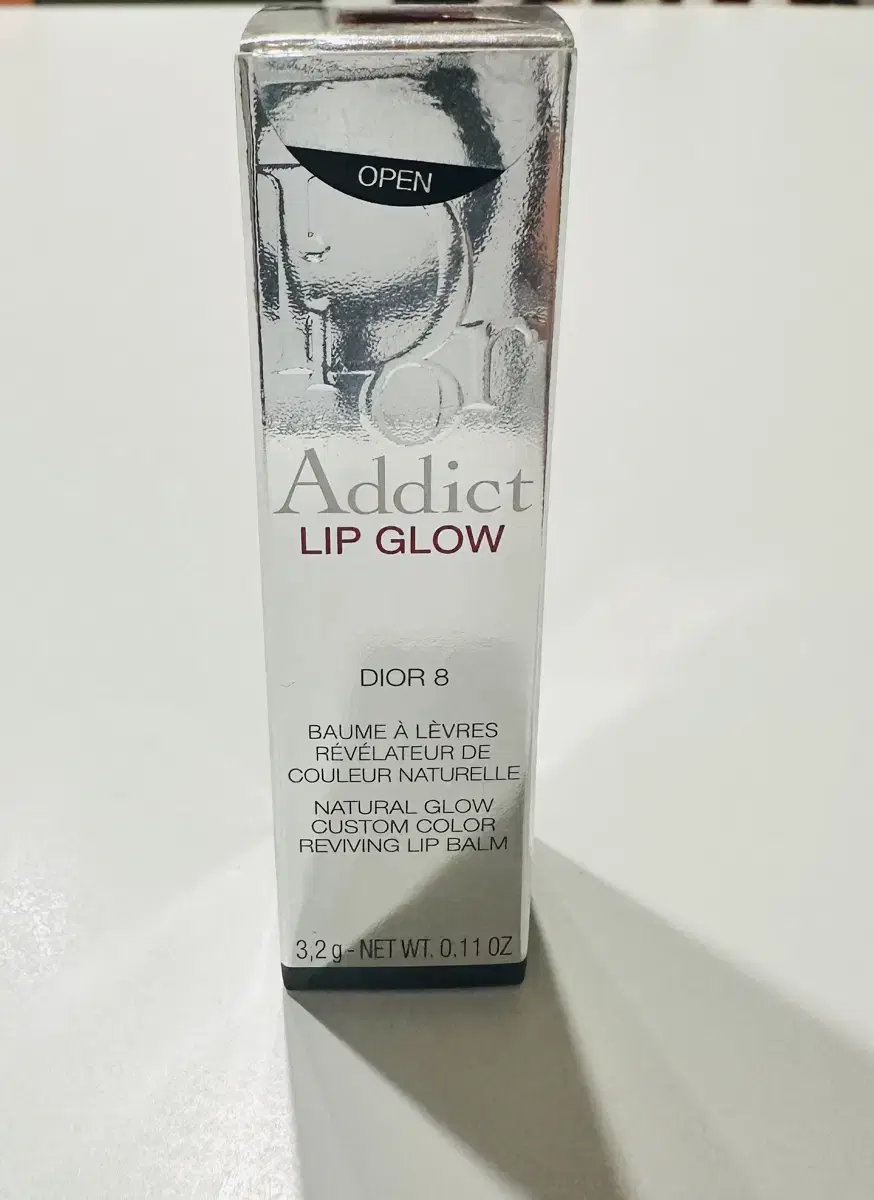 OPEN
Dior
Addict
LIP GLOW
DIOR 8
BAUME À LÈVRES
RÉVÉLATEUR DE
COULEUR NATURELLE
NATURAL GLOW
CUSTOM COLOR
REVIVING LIP BALM
3,2 g - NET WT. 0.11 OZ